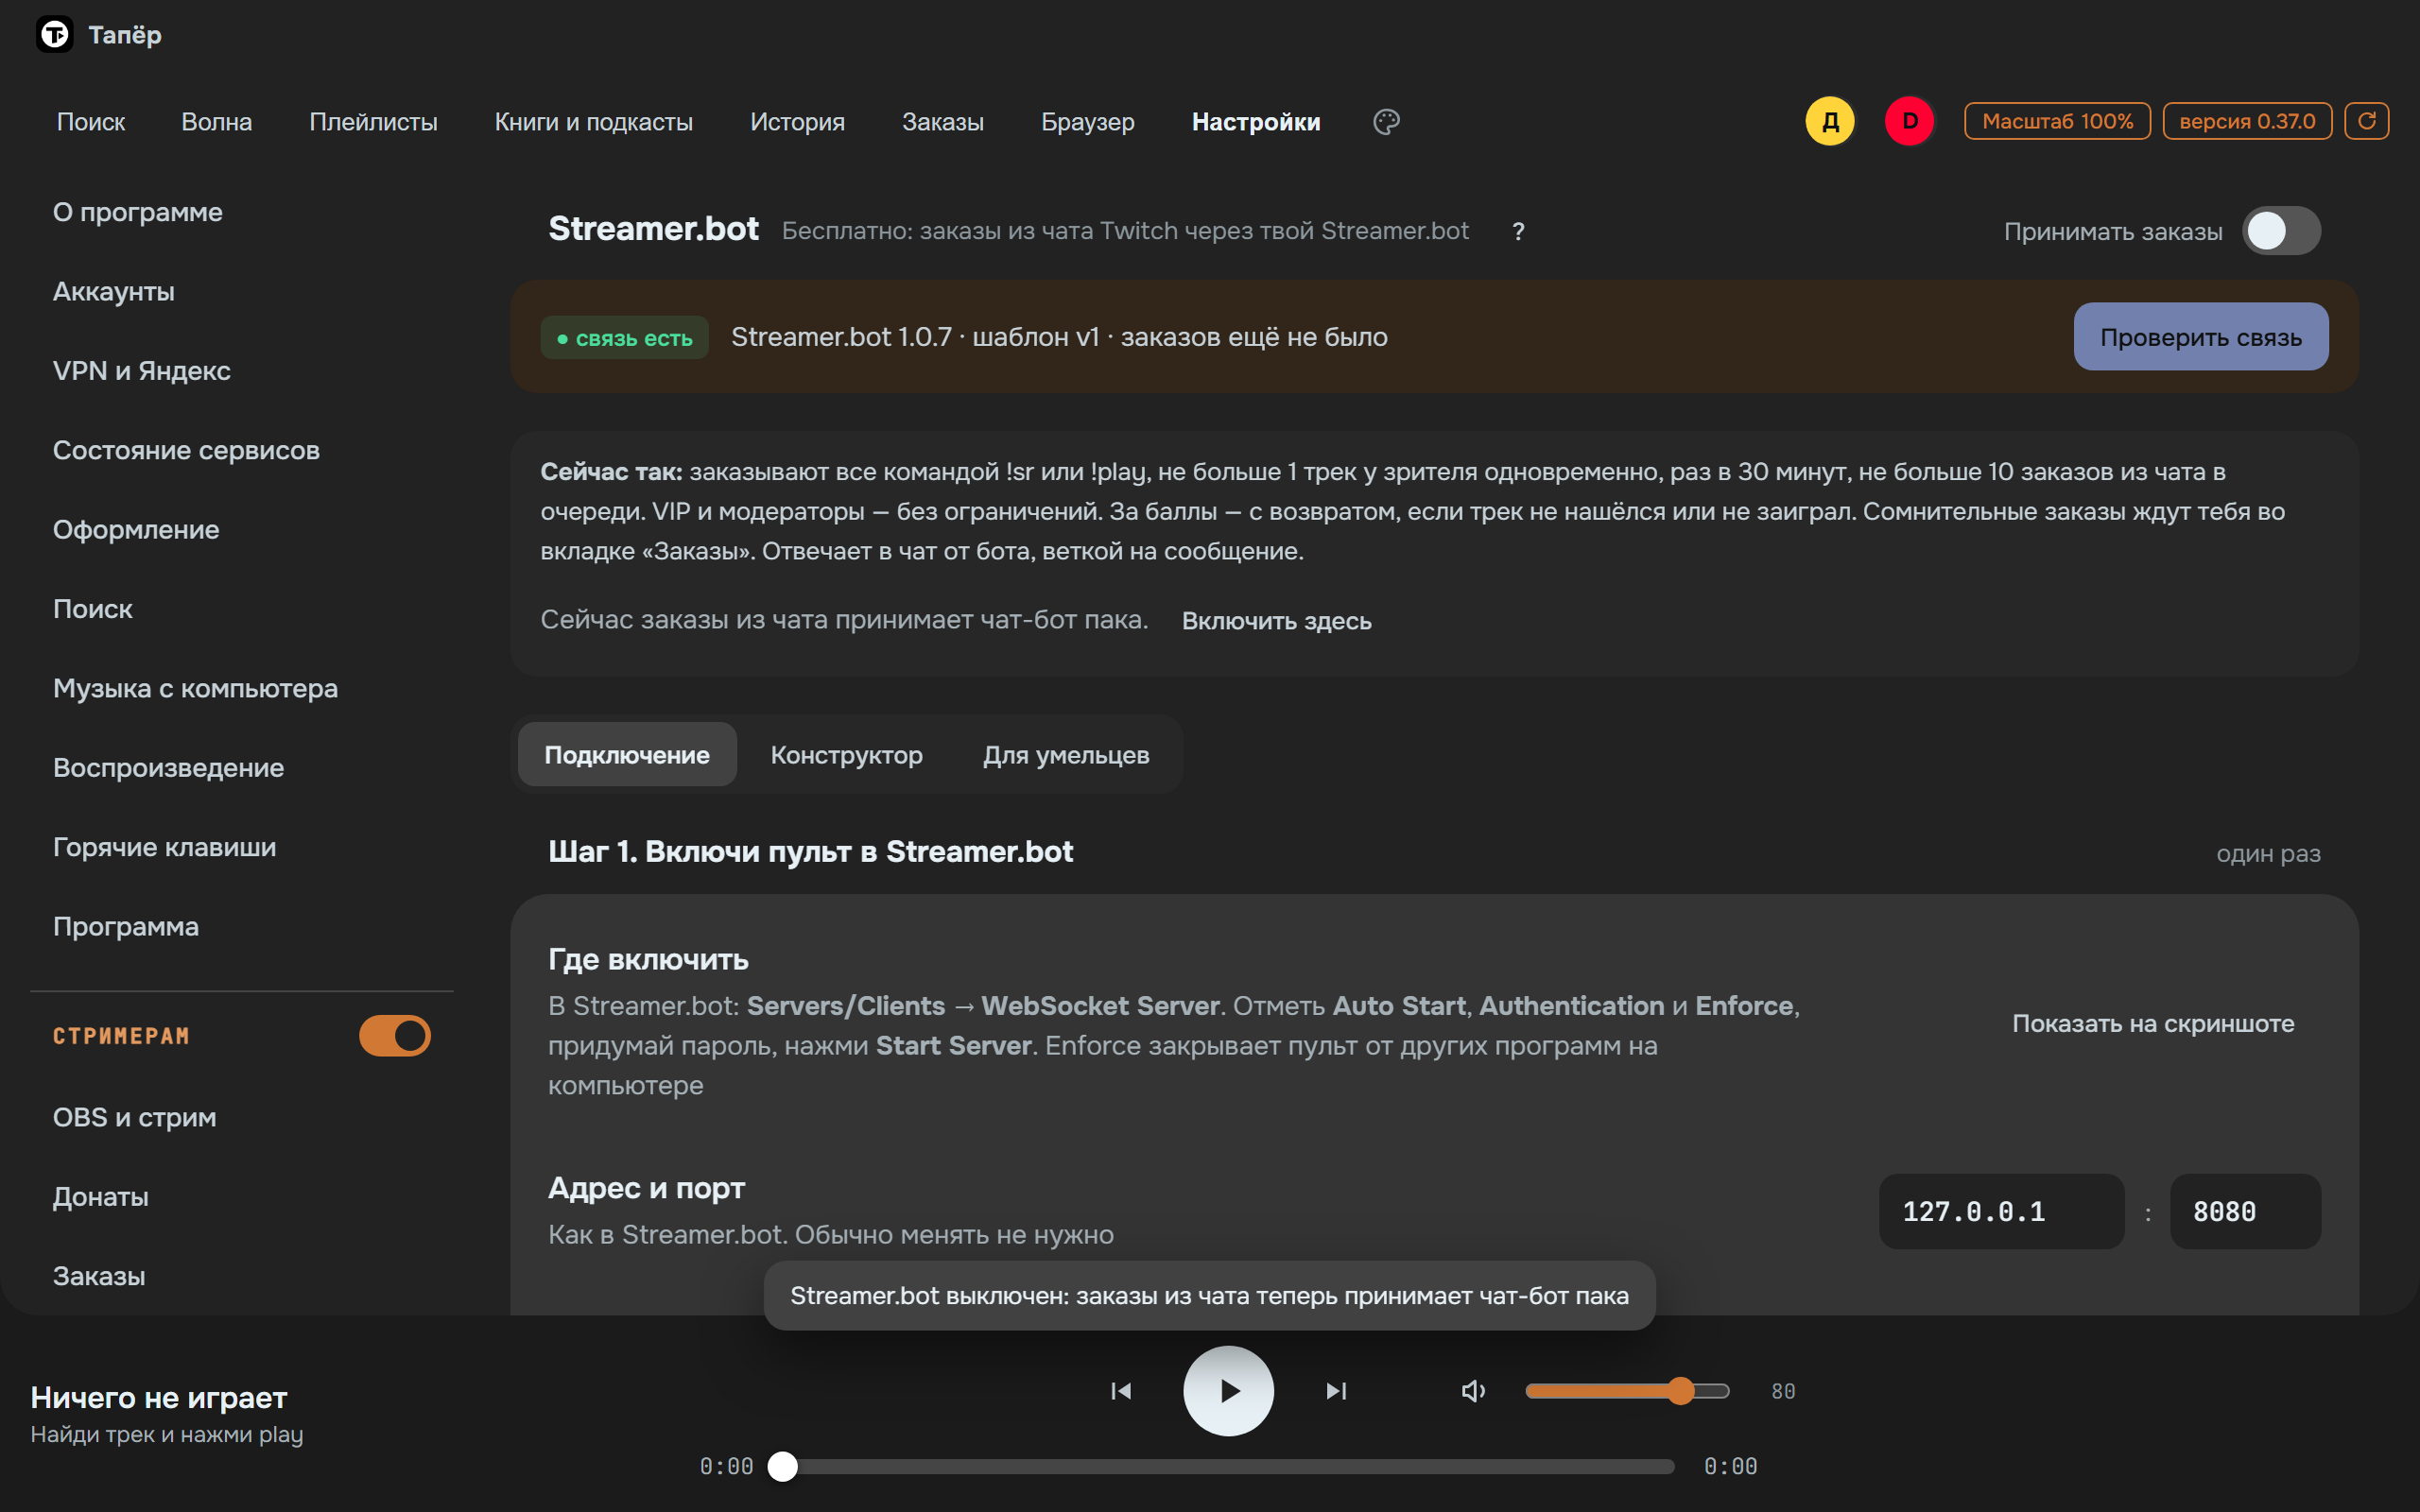 Тапёр
Поиск Волна Плейлисты Книги и подкасты История Заказы Браузер Настройки Д D Масштаб 100% версия 0.37.0
О программе
Аккаунты
VPN и Яндекс
Состояние сервисов
Оформление
Поиск
Музыка с компьютера
Воспроизведение
Горячие клавиши
Программа
СТРИМЕРАМ
OBS и стрим
Донаты
Заказы
Streamer.bot Бесплатно: заказы из чата Twitch через твой Streamer.bot ? Принимать заказы
• связь есть Streamer.bot 1.0.7 · шаблон v1 · заказов ещё не было Проверить связь
Сейчас так: заказывают все командой !sr или !play, не больше 1 трек у зрителя одновременно, раз в 30 минут, не больше 10 заказов из чата в
очереди. VIP и модераторы — без ограничений. За баллы — с возвратом, если трек не нашёлся или не заиграл. Сомнительные заказы ждут тебя во
вкладке «Заказы». Отвечает в чат от бота, веткой на сообщение.
Сейчас заказы из чата принимает чат-бот пака. Включить здесь
Подключение Конструктор Для умельцев
Шаг 1. Включи пульт в Streamer.bot один раз
Где включить
В Streamer.bot: Servers/Clients → WebSocket Server. Отметь Auto Start, Authentication и Enforce,
придумай пароль, нажми Start Server. Enforce закрывает пульт от других программ на
компьютере
Показать на скриншоте
Адрес и порт
Как в Streamer.bot. Обычно менять не нужно
127.0.0.1 : 8080
Streamer.bot выключен: заказы из чата теперь принимает чат-бот пака
Ничего не играет
Найди трек и нажми play
80
0:00 0:00